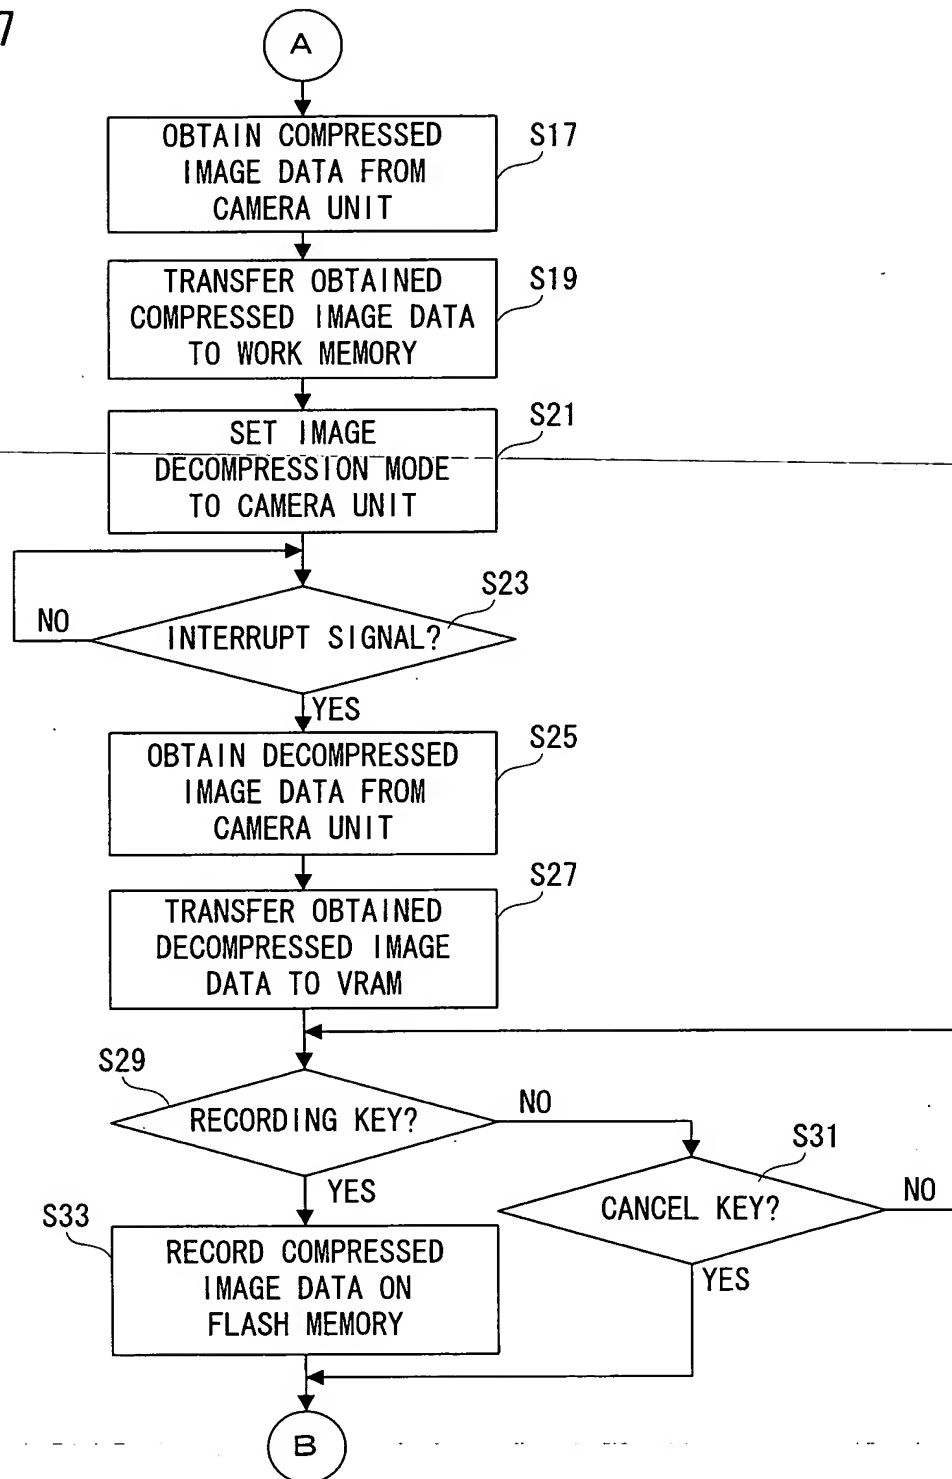 7
A
OBTAIN COMPRESSED
IMAGE DATA FROM
CAMERA UNIT
S17
TRANSFER OBTAINED
COMPRESSED IMAGE DATA
TO WORK MEMORY
S19
SET IMAGE
DECOMPRESSION MODE
TO CAMERA UNIT
S21
S23
NO
INTERRUPT SIGNAL?
YES
OBTAIN DECOMPRESSED
IMAGE DATA FROM
CAMERA UNIT
S25
TRANSFER OBTAINED
DECOMPRESSED IMAGE
DATA TO VRAM
S27
S29
RECORDING KEY?
NO
S31
YES
CANCEL KEY?
NO
S33
RECORD COMPRESSED
IMAGE DATA ON
FLASH MEMORY
YES
B